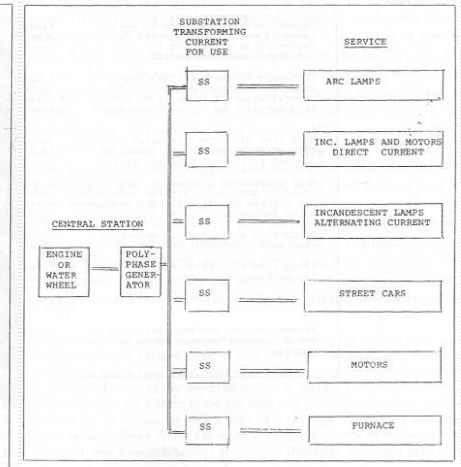 SUBSTATION
TRANSFORMING
CURRENT
FOR USE
SERVICE
SS
ARC LAMPS
SS
INC. LAMPS AND MOTORS
DIRECT CURRENT
CENTRAL STATION
SS
INCANDESCENT LAMPS
ALTERNATING CURRENT
ENGINE
OR
WATER
WHEEL
POLY-
PHASE
GENER-
ATOR
SS
STREET CARS
SS
MOTORS
SS
FURNACE